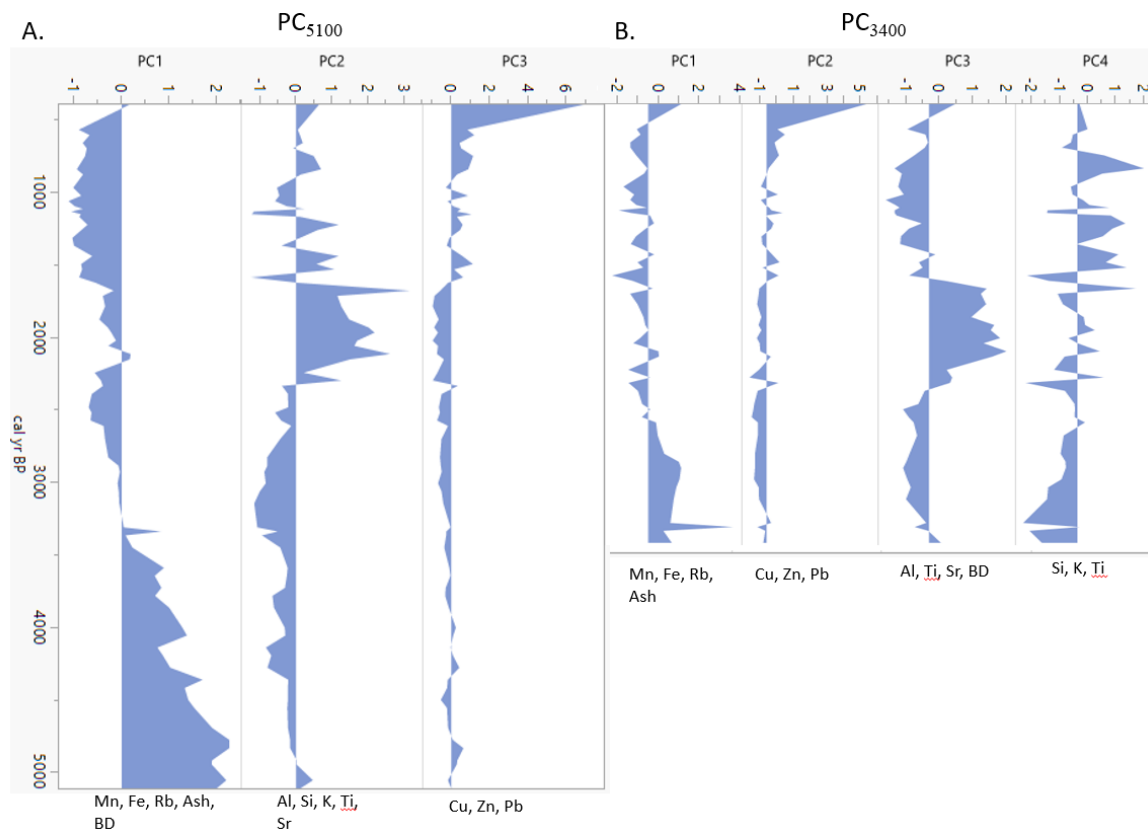 A.
PC5100
B.
PC3400
PC1
PC2
PC3
PC1
PC2
PC3
PC4
-1 0 1 2
-1 0 1 2 3
0 2 4 6
-2 0 2 4
-1 1 3 5
-1 0 1 2
-2 -1 0 1 2
1000
2000
3000
4000
5000
cal yr BP
Mn, Fe, Rb, Ash,
BD
Al, Si, K, Ti,
Sr
Cu, Zn, Pb
Mn, Fe, Rb,
Ash
Cu, Zn, Pb
Al, Ti, Sr, BD
Si, K, Ti